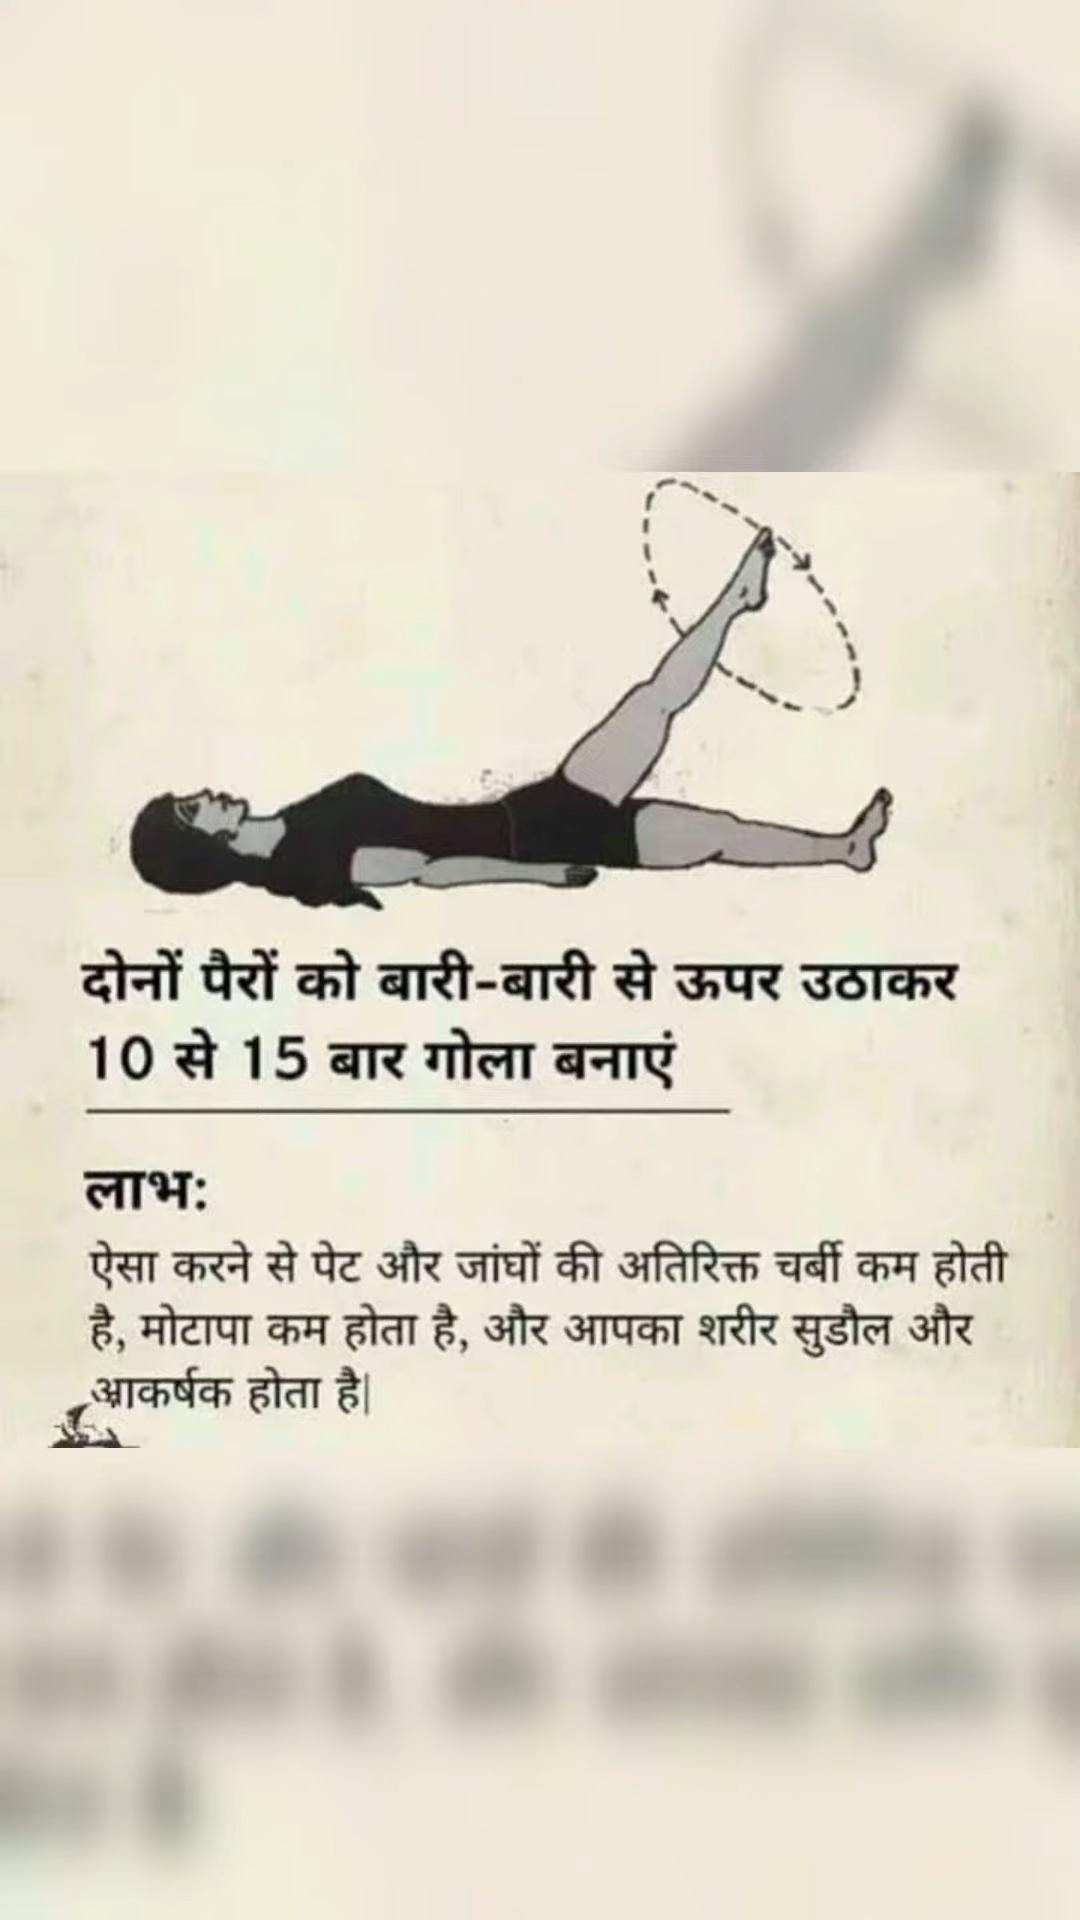 दोनों पैरों को बारी-बारी से ऊपर उठाकर
10 से 15 बार गोला बनाएं
लाभ:
ऐसा करने से पेट और जांघों की अतिरिक्त चर्बी कम होती
है, मोटापा कम होता है, और आपका शरीर सुडौल और
आकर्षक होता है|